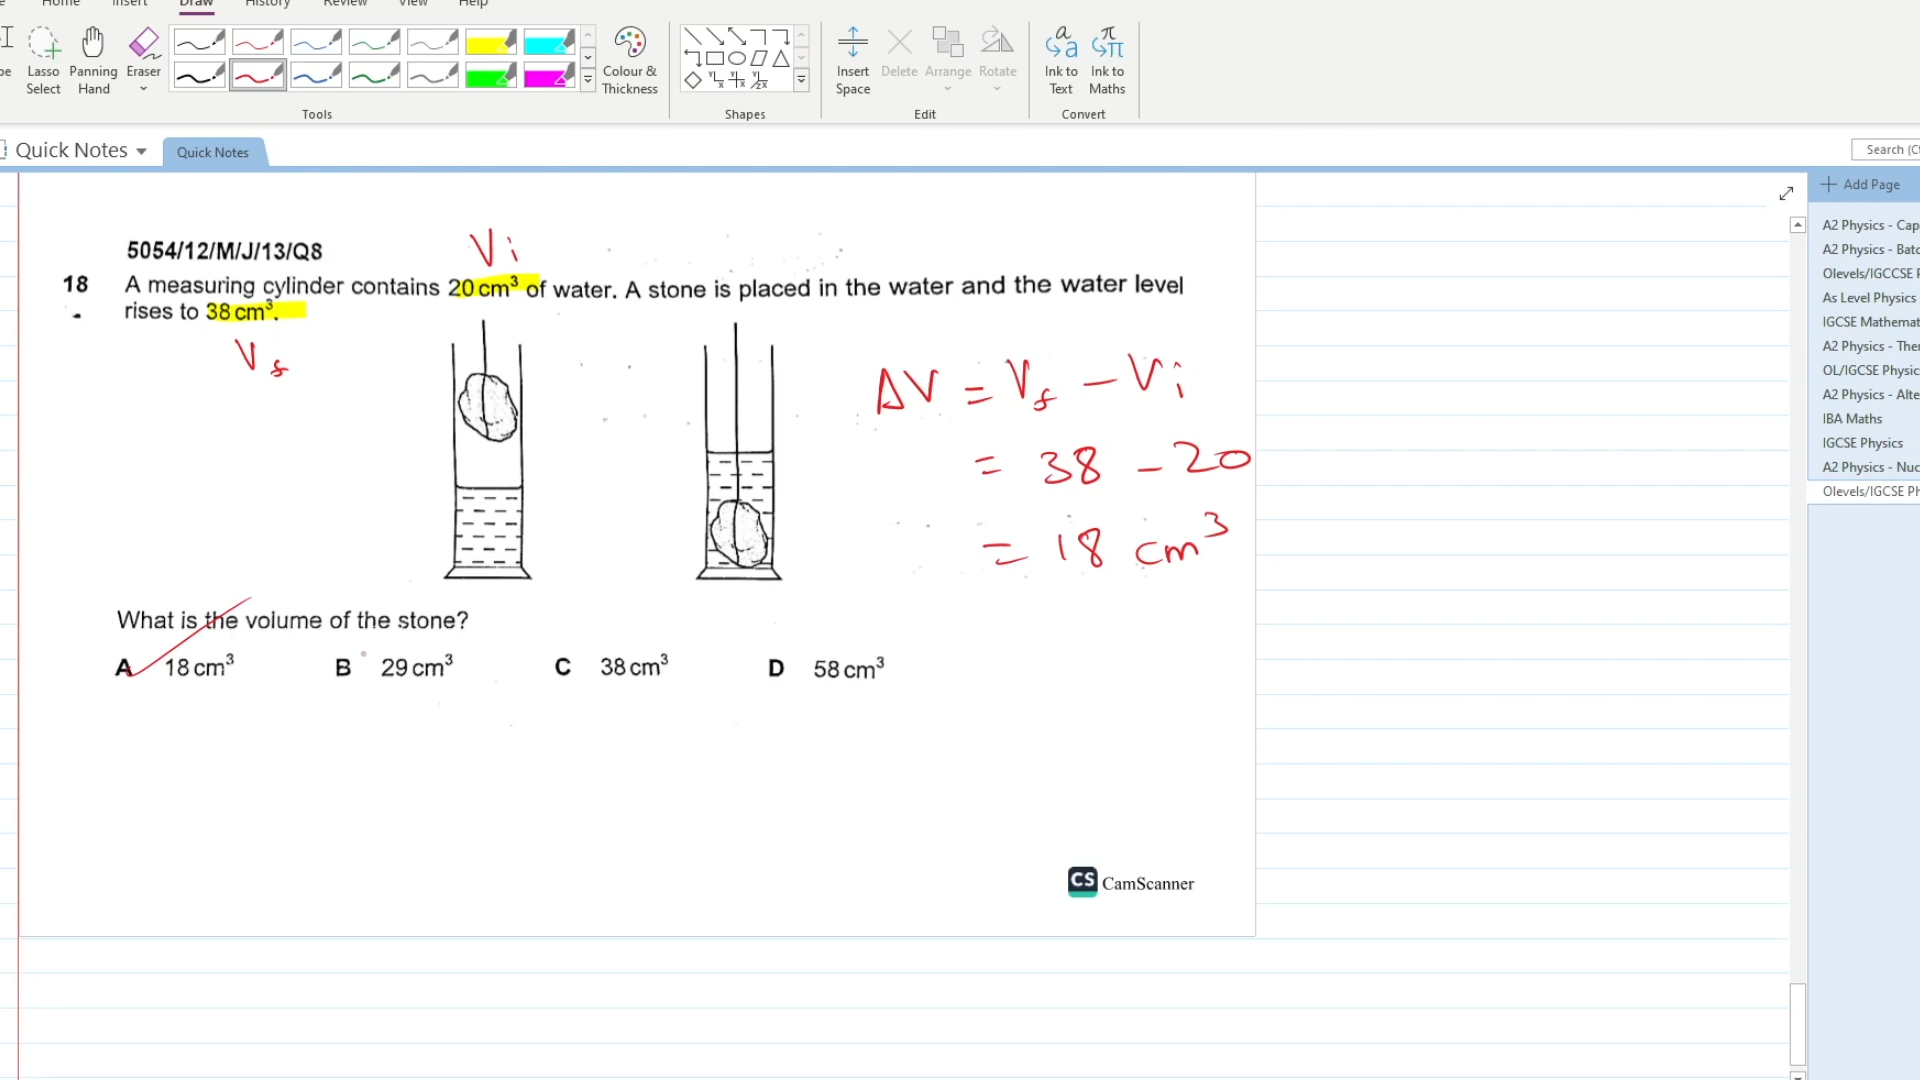 Home Insert Draw History Review View Help
Lasso Select
Panning Hand
Eraser
Colour & Thickness
Insert Space
Delete
Arrange
Rotate
Ink to Text
Ink to Maths
Tools
Shapes
Edit
Convert
Quick Notes
Quick Notes
Search (Ct
Add Page
A2 Physics - Cap
A2 Physics - Batc
Olevels/IGCCSE P
As Level Physics
IGCSE Mathemat
A2 Physics - Ther
OL/IGCSE Physic
A2 Physics - Alte
IBA Maths
IGCSE Physics
A2 Physics - Nuc
Olevels/IGCSE Ph
5054/12/M/J/13/Q8
Vi
18 A measuring cylinder contains 20 cm³ of water. A stone is placed in the water and the water level
rises to 38 cm³.
Vf
ΔV = Vf - Vi
= 38 - 20
= 18 cm³
What is the volume of the stone?
A 18 cm³ B 29 cm³ C 38 cm³ D 58 cm³
CS CamScanner